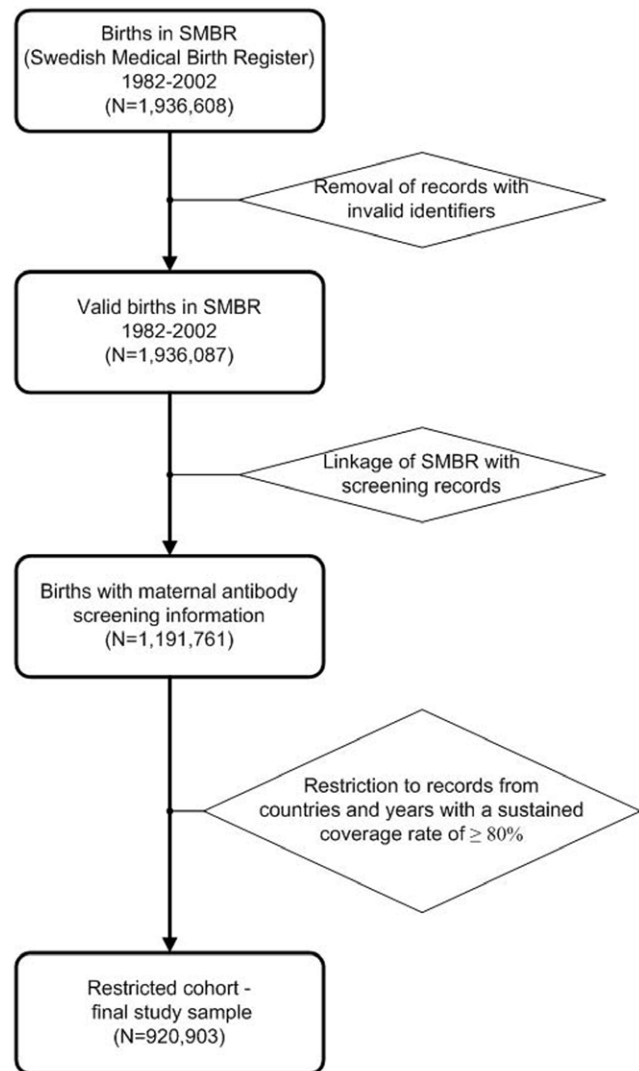 Births in SMBR
(Swedish Medical Birth Register)
1982-2002
(N=1,936,608)
Removal of records with
invalid identifiers
Valid births in SMBR
1982-2002
(N=1,936,087)
Linkage of SMBR with
screening records
Births with maternal antibody
screening information
(N=1,191,761)
Restriction to records from
countries and years with a sustained
coverage rate of ≥ 80%
Restricted cohort -
final study sample
(N=920,903)